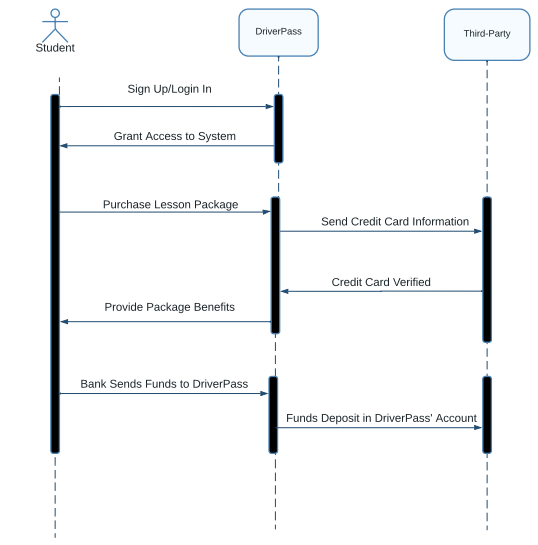 DriverPass
Third-Party
Student
Sign Up/Login In
Grant Access to System
Purchase Lesson Package
Send Credit Card Information
Credit Card Verified
Provide Package Benefits
Bank Sends Funds to DriverPass
Funds Deposit in DriverPass' Account